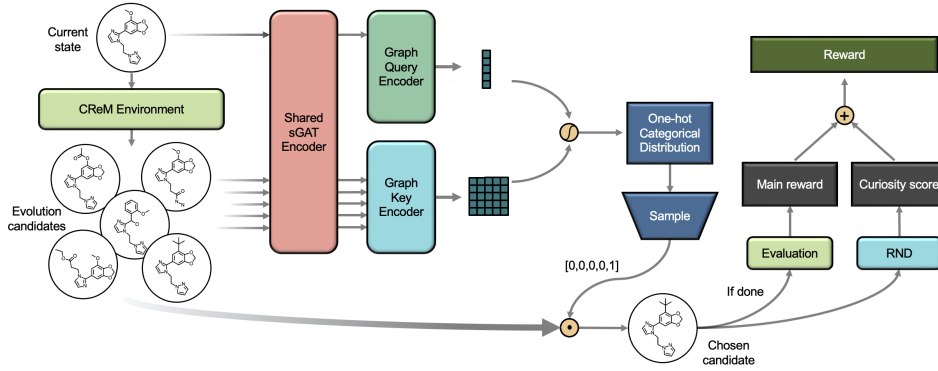 Current
state
CReM Environment
Evolution
candidates
Shared
sGAT
Encoder
Graph
Query
Encoder
Graph
Key
Encoder
∫
One-hot
Categorical
Distribution
Sample
[0,0,0,0,1]
Chosen
candidate
If done
Evaluation
RND
Main reward
Curiosity score
+
Reward